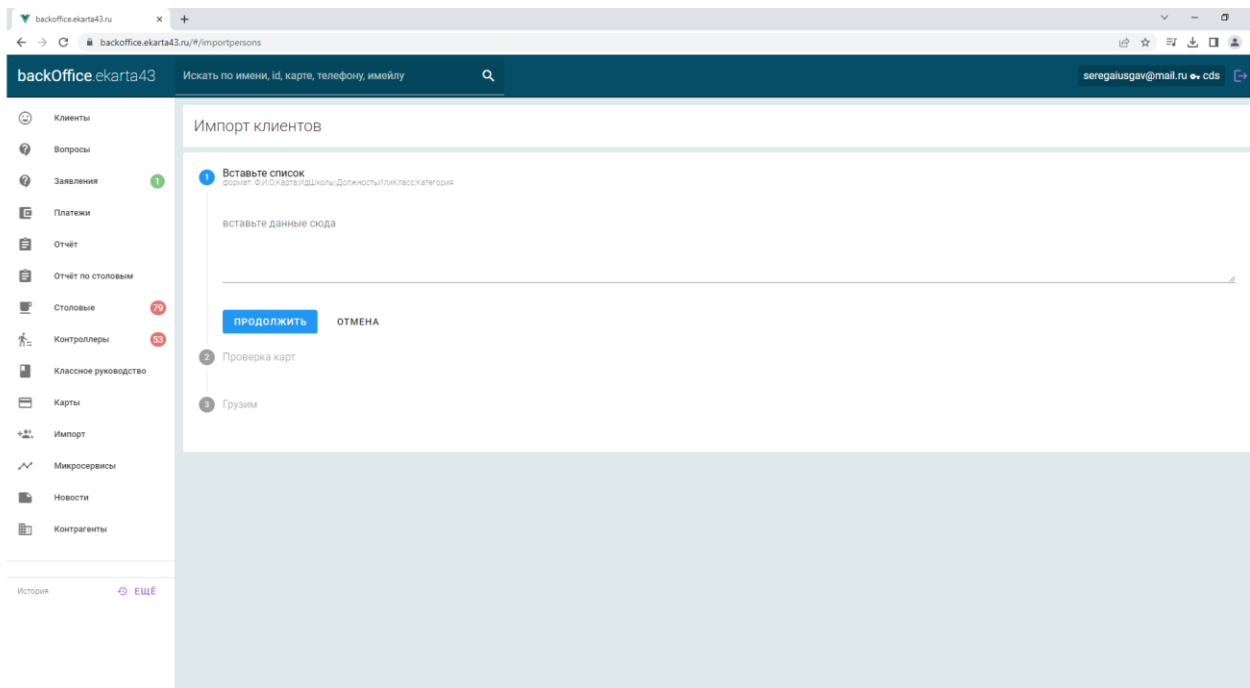 backoffice.ekarta43.ru
backoffice.ekarta43.ru/#/importpersons
backOffice.ekarta43
Искать по имени, id, карте, телефону, имейлу
seregaiusgav@mail.ru cds
Клиенты
Вопросы
Заявления 1
Платежи
Отчёт
Отчёт по столовым
Столовые 79
Контроллеры 53
Классное руководство
Карты
Импорт
Микросервисы
Новости
Контрагенты
История ЕЩЁ
Импорт клиентов
1 Вставьте список
формат: Ф;И;О;Карта;ИдШколы;ДолжностьИлиКласс;Категория
вставьте данные сюда
ПРОДОЛЖИТЬ ОТМЕНА
2 Проверка карт
3 Грузим